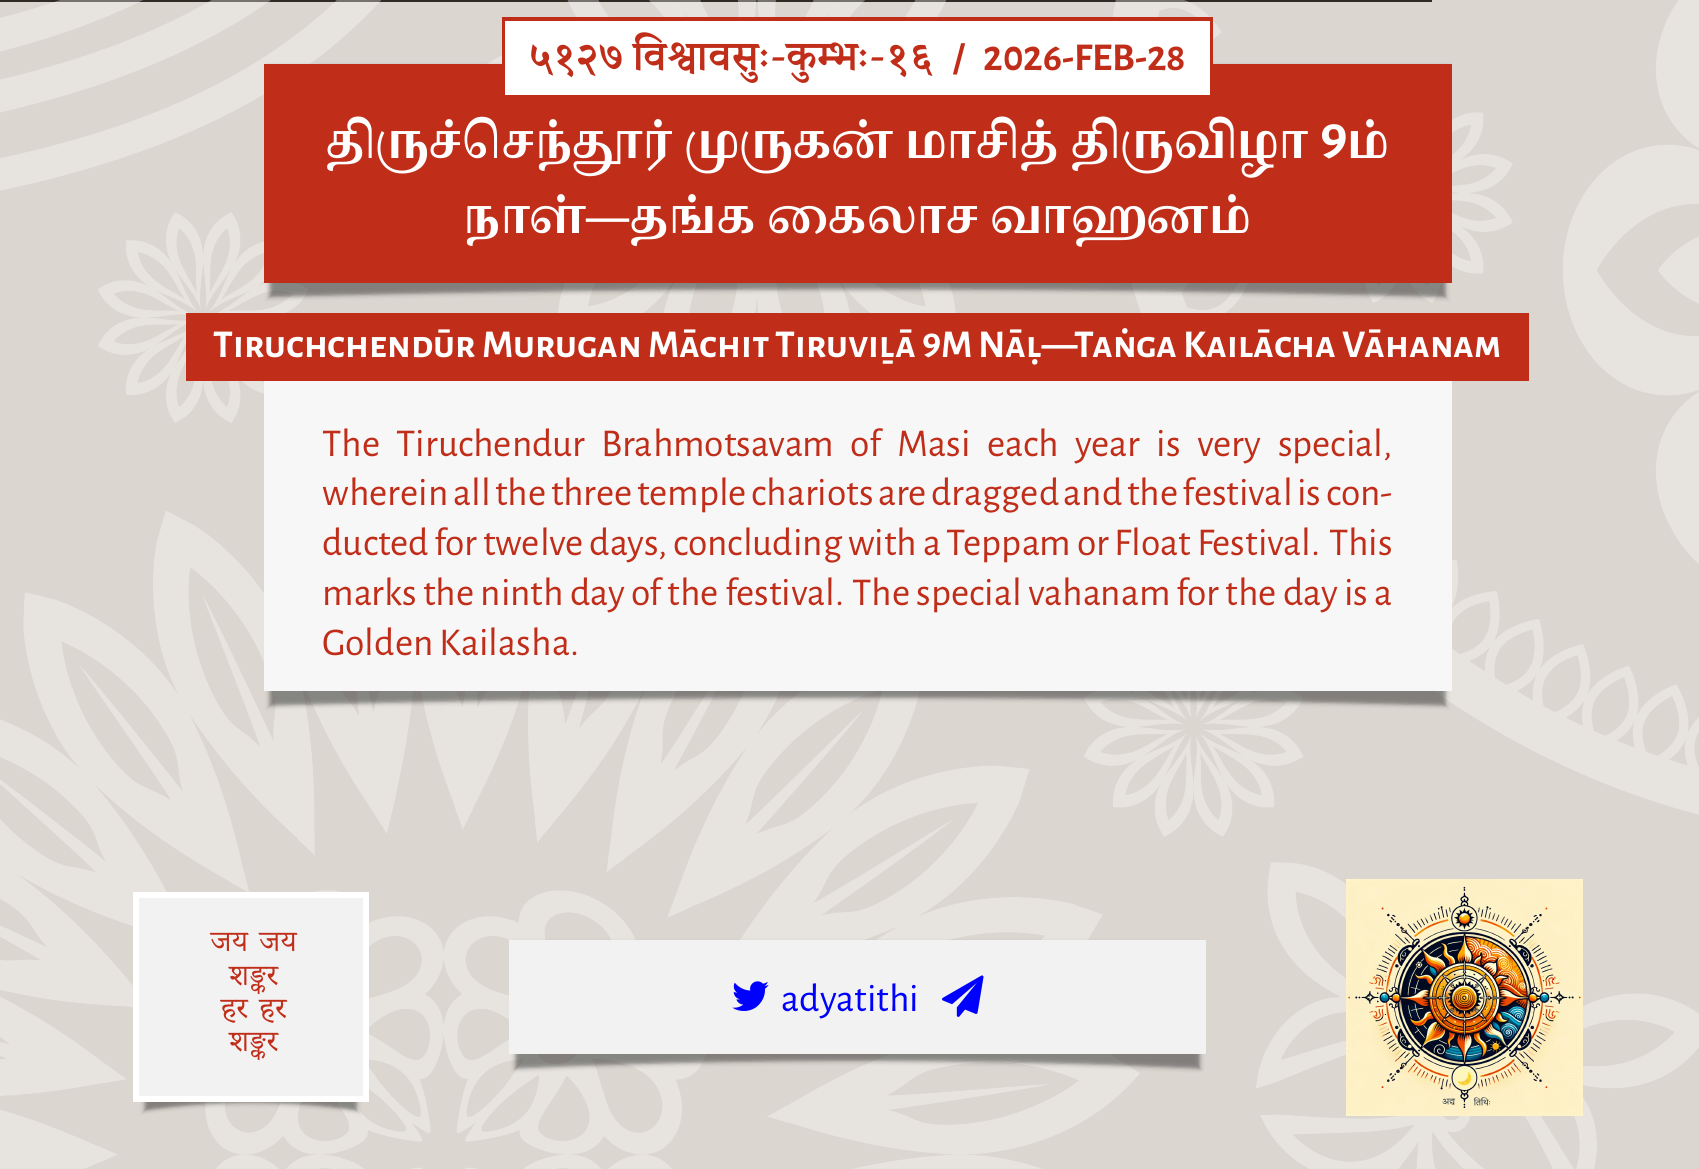 ५१२७ विश्वावसुः-कुम्भः-१६ / 2026-FEB-28
திருச்செந்தூர் முருகன் மாசித் திருவிழா 9ம்
நாள்—தங்க கைலாச வாஹனம்
Tiruchchendūr Murugan Māchit Tiruviḻā 9m Nāḷ—Taṅga Kailācha Vāhanam
The Tiruchendur Brahmotsavam of Masi each year is very special,
wherein all the three temple chariots are dragged and the festival is con-
ducted for twelve days, concluding with a Teppam or Float Festival. This
marks the ninth day of the festival. The special vahanam for the day is a
Golden Kailasha.
जय जय
शङ्कर
हर हर
शङ्कर
adyatithi
अद्य तिथिः